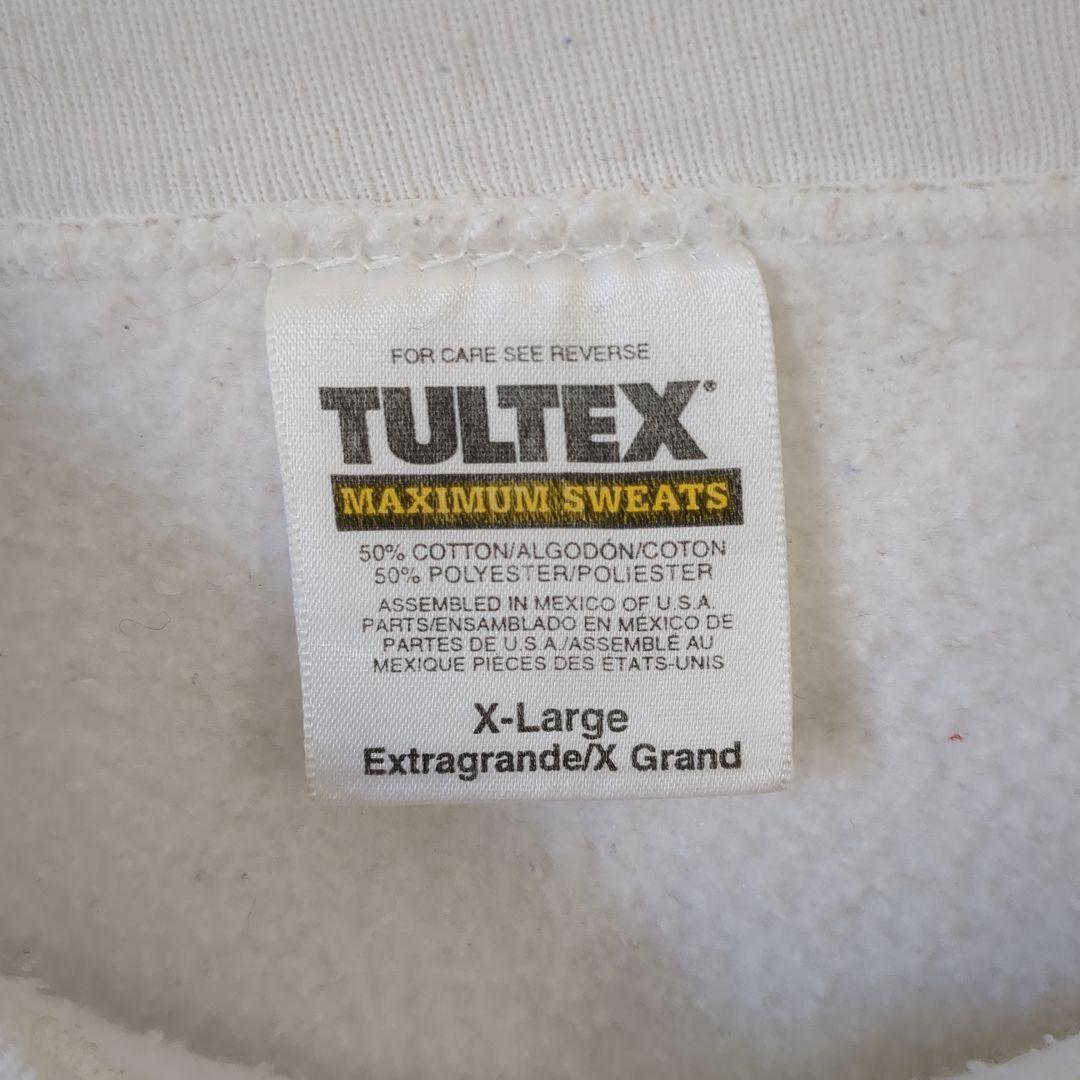 FOR CARE SEE REVERSE
TULTEX®
MAXIMUM SWEATS
50% COTTON/ALGODÓN/COTON
50% POLYESTER/POLIESTER
ASSEMBLED IN MEXICO OF U.S.A.
PARTS/ENSAMBLADO EN MÉXICO DE
PARTES DE U.S.A./ASSEMBLÉ AU
MEXIQUE PIÈCES DES ÉTATS-UNIS
X-Large
Extragrande/X Grand